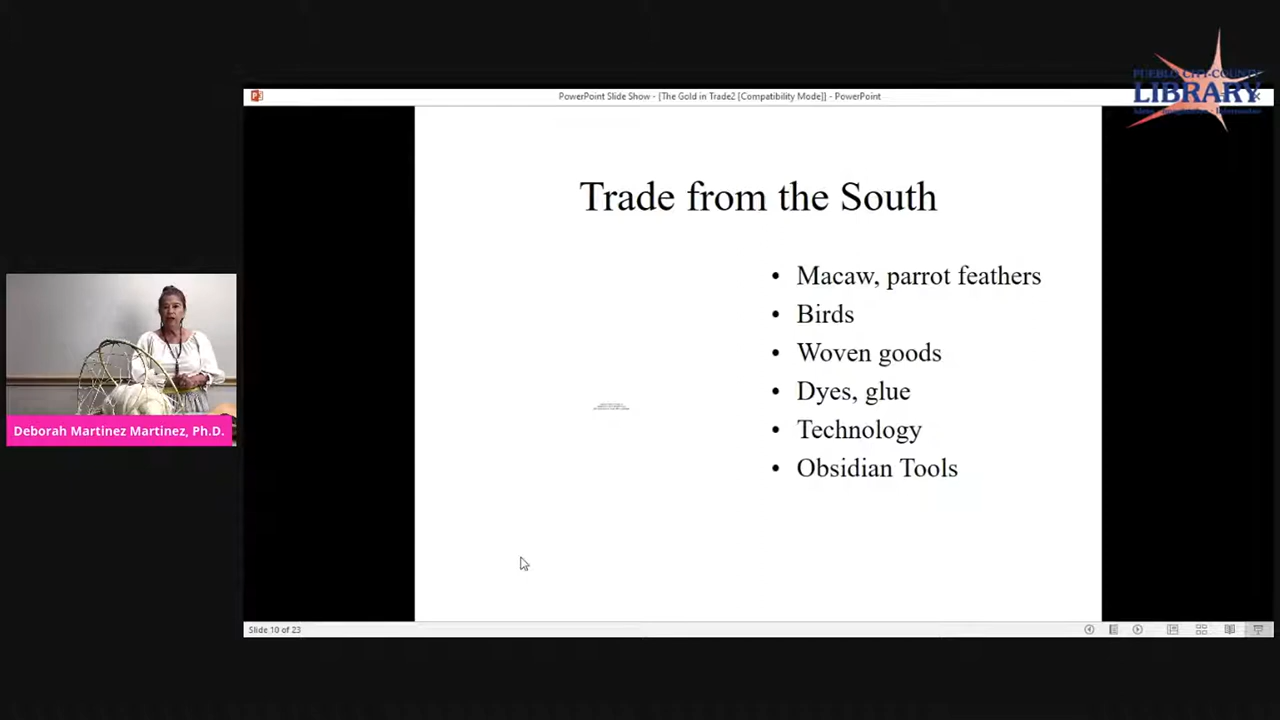 PUEBLO CITY-COUNTY
LIBRARY
PowerPoint Slide Show - [The Gold in Trade2 [Compatibility Mode]] - PowerPoint
Trade from the South
• Macaw, parrot feathers
• Birds
• Woven goods
• Dyes, glue
• Technology
• Obsidian Tools
Deborah Martinez Martinez, Ph.D.
Slide 10 of 23